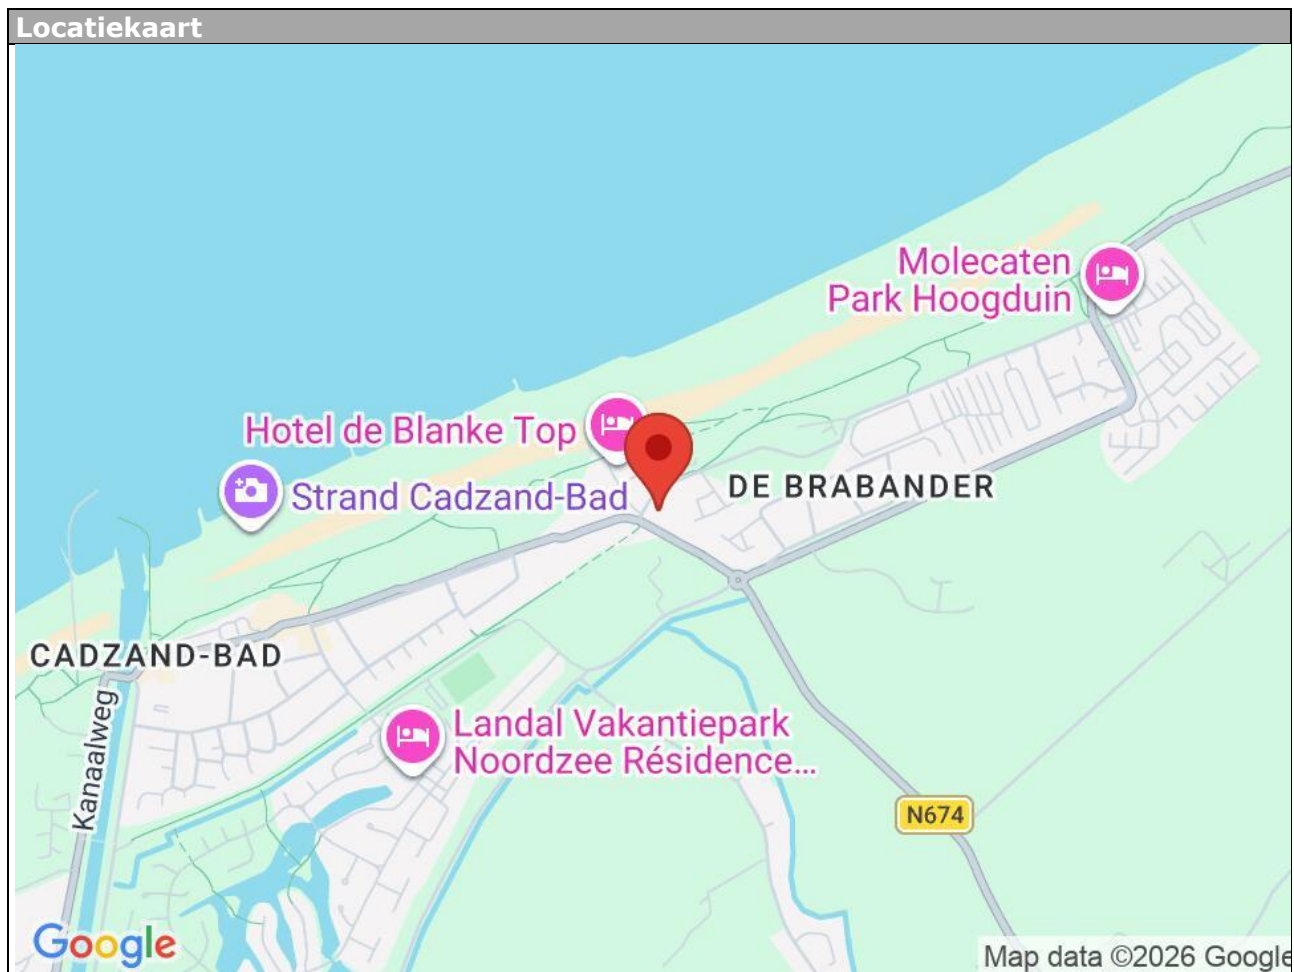 Locatiekaart
Molecaten
Park Hoogduin
Hotel de Blanke Top
Strand Cadzand-Bad
DE BRABANDER
CADZAND-BAD
Kanaalweg
Landal Vakantiepark
Noordzee Résidence...
N674
Google
Map data ©2026 Google